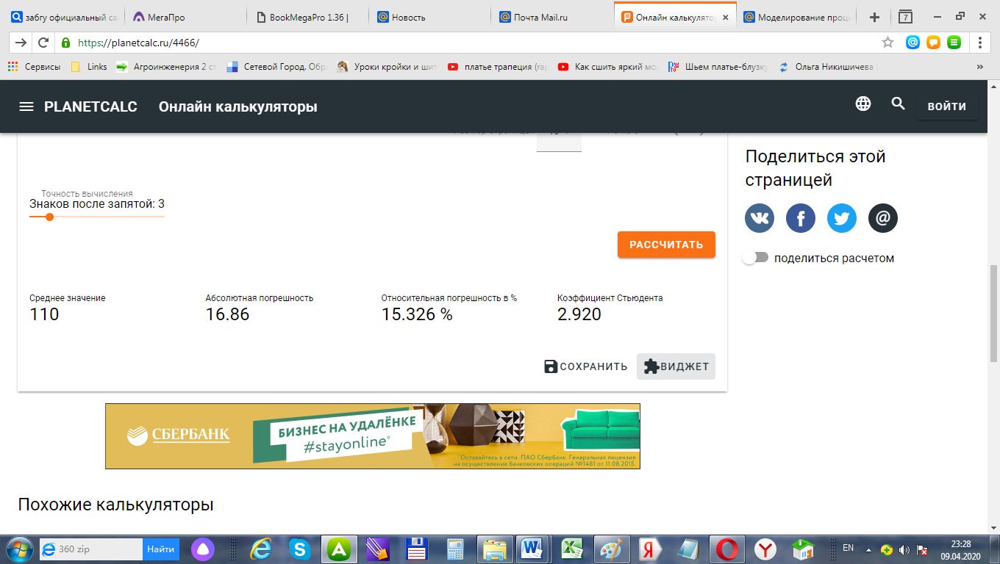 забгу официальный са
МегаПро
BookMegaPro 1.36 |
Новость
Почта Mail.ru
Онлайн калькулято
Моделирование проце
7
https://planetcalc.ru/4466/
Сервисы
Links
Агроинженерия 2 ст
Сетевой Город. Обр
Уроки кройки и шит
платье трапеция (гар
Как сшить яркий мо
Шьем платье-блузку
Ольга Никишичева
»
PLANETCALC
Онлайн калькуляторы
ВОЙТИ
Поделиться этой
страницей
Точность вычисления
Знаков после запятой: 3
РАССЧИТАТЬ
поделиться расчетом
Среднее значение
Абсолютная погрешность
Относительная погрешность в %
Коэффициент Стьюдента
110
16.86
15.326 %
2.920
СОХРАНИТЬ
ВИДЖЕТ
СБЕРБАНК
БИЗНЕС НА УДАЛЁНКЕ
#stayonline*
*Оставайтесь в сети. ПАО Сбербанк. Генеральная лицензия
на осуществление банковских операций №1481 от 11.08.2015.
Похожие калькуляторы
360 zip
Найти
EN
23:28
09.04.2020